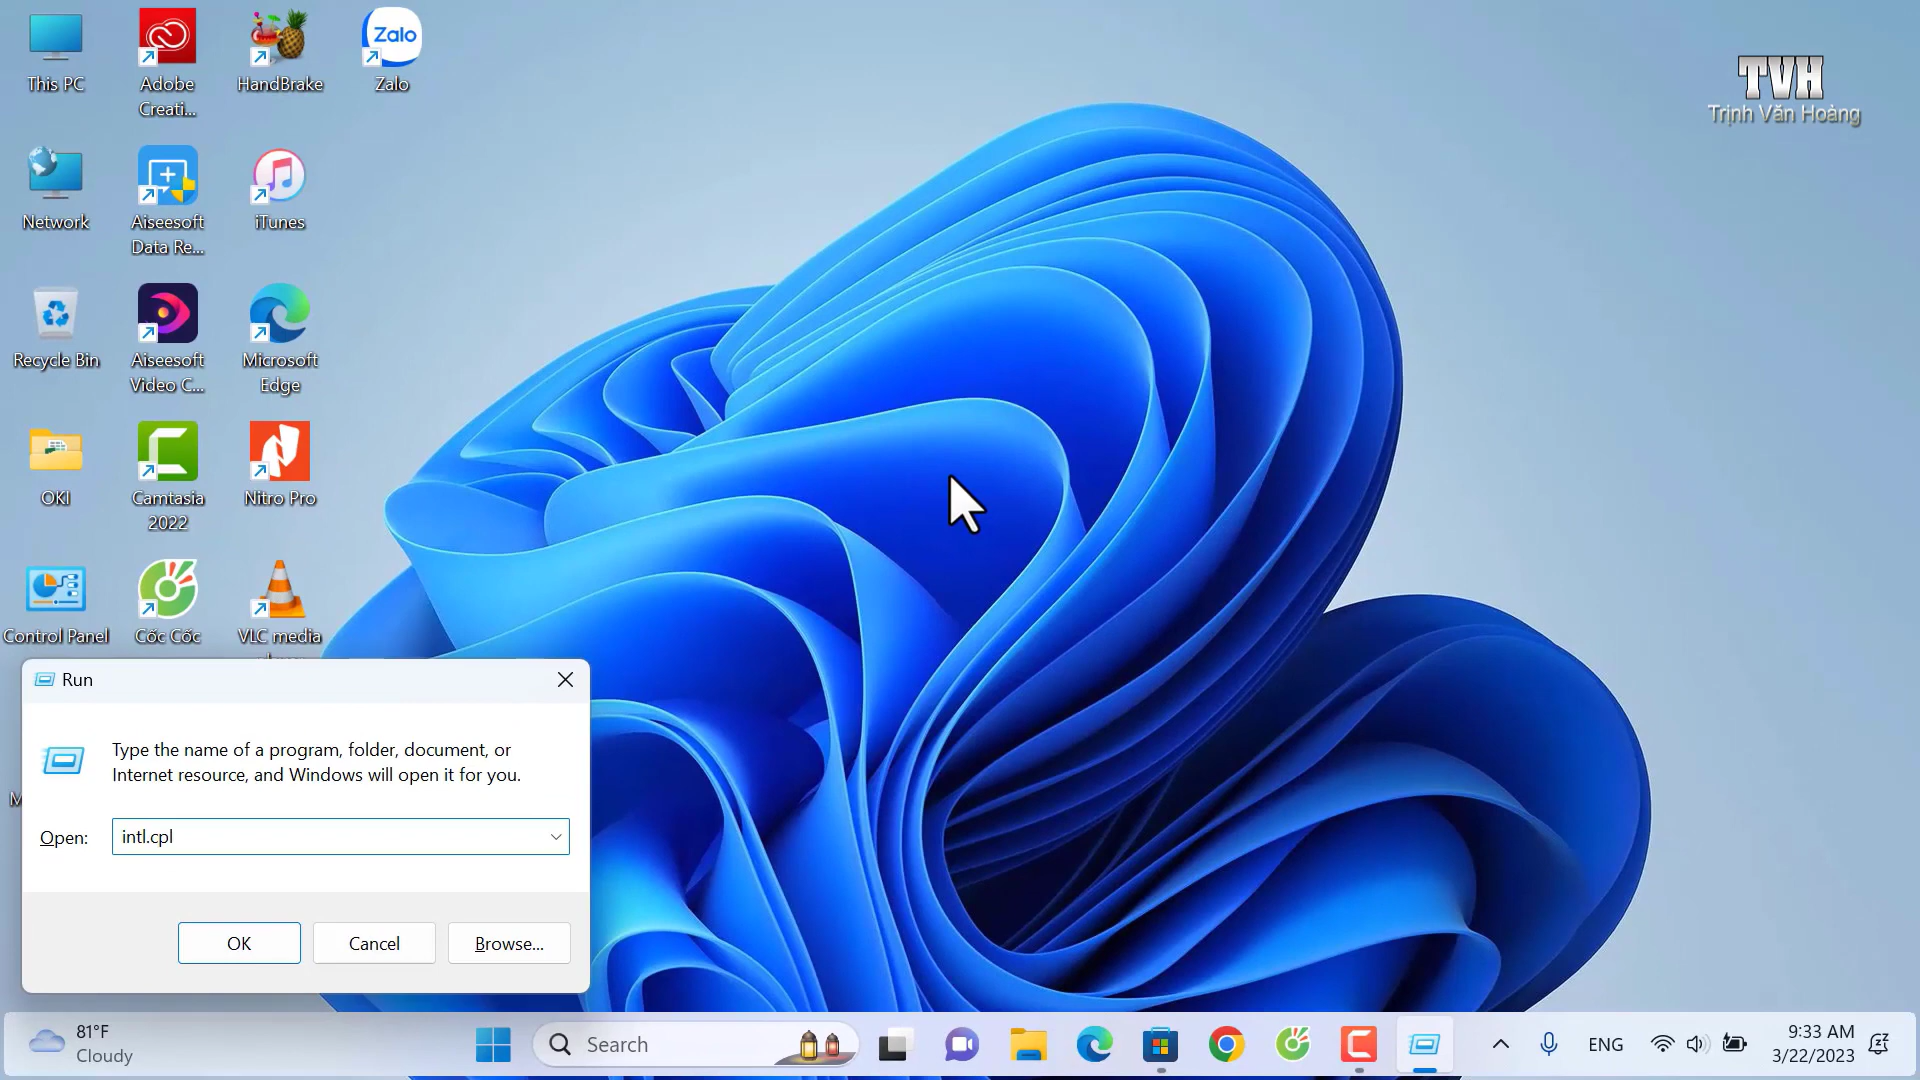 This PC
Adobe
Creati...
HandBrake
Zalo
Zalo
TVH
Trịnh Văn Hoàng
Network
Aiseesoft
Data Re...
iTunes
Recycle Bin
Aiseesoft
Video C...
Microsoft
Edge
OKI
Camtasia
2022
Nitro Pro
Control Panel
Cốc Cốc
VLC media
Run
Type the name of a program, folder, document, or
Internet resource, and Windows will open it for you.
Open:
intl.cpl
OK
Cancel
Browse...
81°F
Cloudy
Search
ENG
9:33 AM
3/22/2023